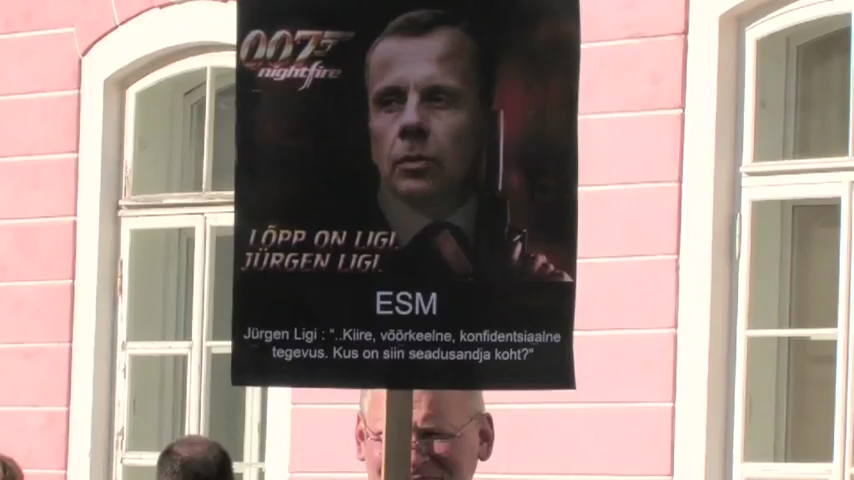 007
nightfire
LÕPP ON LIGI.
JÜRGEN LIGI.
ESM
Jürgen Ligi : "..Kiire, võõrkeelne, konfidentsiaalne
tegevus. Kus on siin seadusandja koht?"